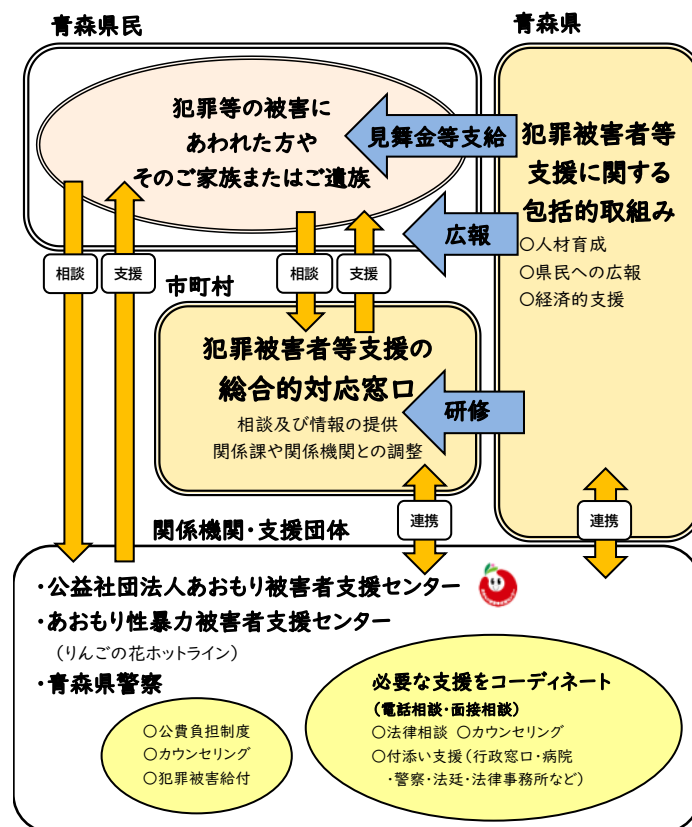 青森県民
青森県
犯罪等の被害に
あわれた方や
そのご家族またはご遺族
見舞金等支給
犯罪被害者等
支援に関する
包括的取組み
○人材育成
○県民への広報
○経済的支援
広報
相談
支援
相談
支援
市町村
犯罪被害者等支援の
総合的対応窓口
相談及び情報の提供
関係課や関係機関との調整
研修
連携
連携
関係機関・支援団体
・公益社団法人あおもり被害者支援センター
・あおもり性暴力被害者支援センター
（りんごの花ホットライン）
・青森県警察
○公費負担制度
○カウンセリング
○犯罪被害給付
必要な支援をコーディネート
（電話相談・面接相談）
○法律相談 ○カウンセリング
○付添い支援（行政窓口・病院
・警察・法廷・法律事務所など）